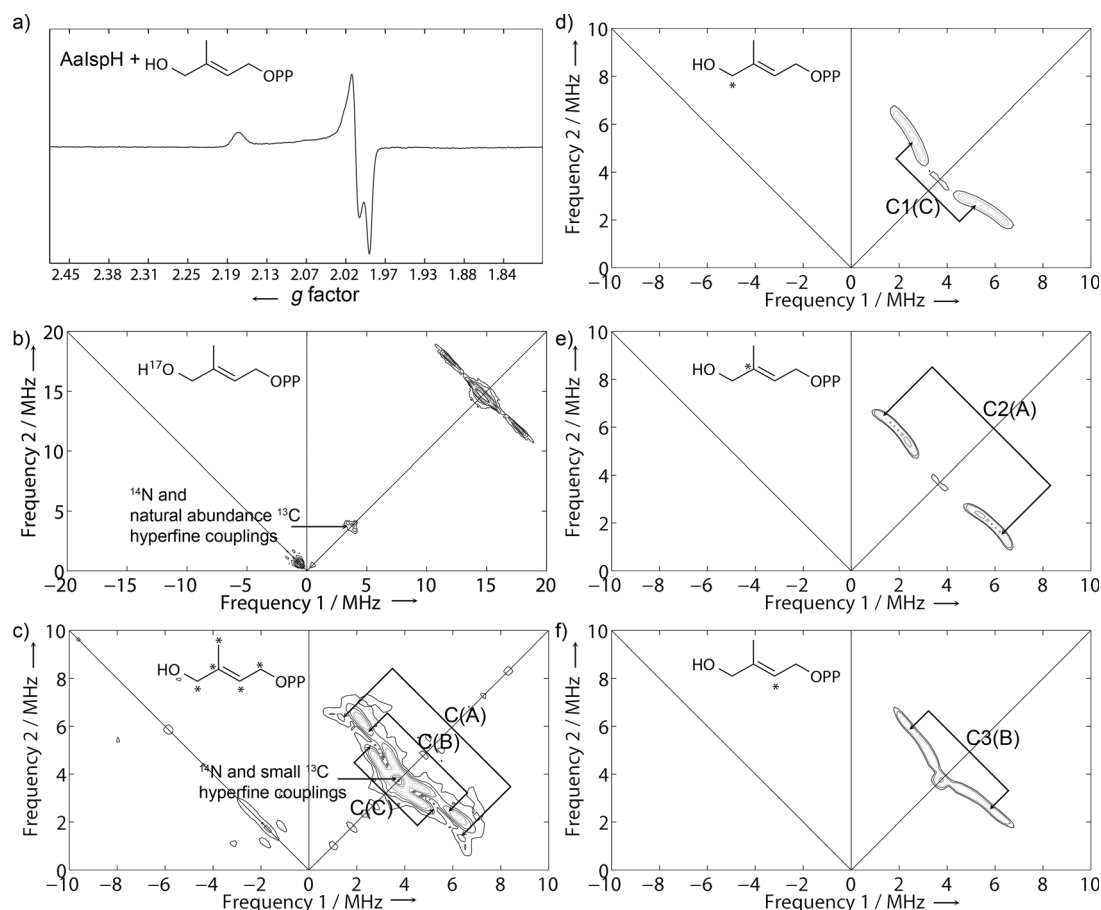 a)
AaIspH +
HO
OPP
2.45 2.38 2.31 2.25 2.19 2.13 2.07 2.02 1.97 1.93 1.88 1.84
← g factor
b)
Frequency 2 / MHz →
20
15
10
5
0
H¹⁷O
OPP
¹⁴N and
natural abundance ¹³C
hyperfine couplings
−20 −15 −10 −5 0 5 10 15 20
Frequency 1 / MHz →
c)
Frequency 2 / MHz →
10
8
6
4
2
0
*
HO
* * * *
OPP
C(A)
C(B)
¹⁴N and small ¹³C
hyperfine couplings
C(C)
−10 −8 −6 −4 −2 0 2 4 6 8 10
Frequency 1 / MHz →
d)
Frequency 2 / MHz →
10
8
6
4
2
0
HO
*
OPP
C1(C)
−10 −8 −6 −4 −2 0 2 4 6 8 10
Frequency 1 / MHz →
e)
Frequency 2 / MHz →
10
8
6
4
2
0
HO
*
OPP
C2(A)
−10 −8 −6 −4 −2 0 2 4 6 8 10
Frequency 1 / MHz →
f)
Frequency 2 / MHz →
10
8
6
4
2
0
HO
*
OPP
C3(B)
−10 −8 −6 −4 −2 0 2 4 6 8 10
Frequency 1 / MHz →